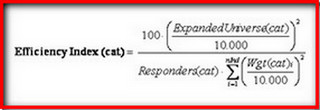 Efficiency Index (cat) = 
100 · (ExpandedUniverse(cat) / 10.000)²
Responders(cat) · nInd ∑ i=1 (Wgt(cat)i / 10.000)²